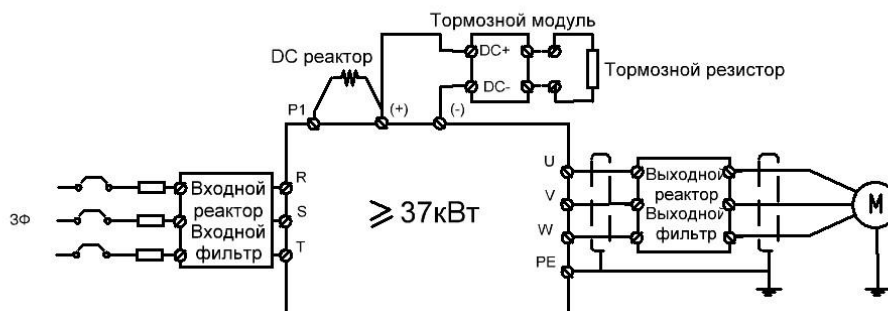 Тормозной модуль
DC реактор
DC+
DC-
Тормозной резистор
P1
(+)
(-)
3Ф
Входной
реактор
Входной
фильтр
R
S
T
≥ 37кВт
U
V
W
PE
Выходной
реактор
Выходной
фильтр
M